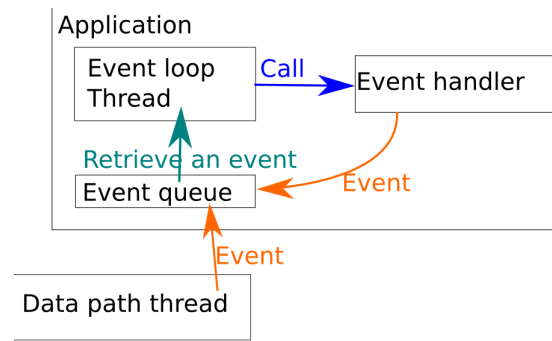 Application
Event loop
Thread
Call
Event handler
Retrieve an event
Event
Event queue
Event
Data path thread